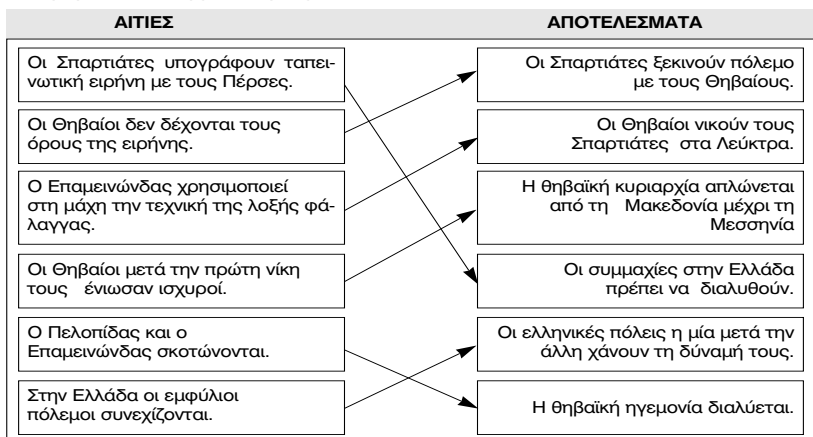 ΑΙΤΙΕΣ
ΑΠΟΤΕΛΕΣΜΑΤΑ
Οι Σπαρτιάτες υπογράφουν ταπει-
νωτική ειρήνη με τους Πέρσες.
Οι Σπαρτιάτες ξεκινούν πόλεμο
με τους Θηβαίους.
Οι Θηβαίοι δεν δέχονται τους
όρους της ειρήνης.
Οι Θηβαίοι νικούν τους
Σπαρτιάτες στα Λεύκτρα.
Ο Επαμεινώνδας χρησιμοποιεί
στη μάχη την τεχνική της λοξής φά-
λαγγας.
Η θηβαϊκή κυριαρχία απλώνεται
από τη Μακεδονία μέχρι τη
Μεσσηνία
Οι Θηβαίοι μετά την πρώτη νίκη
τους ένιωσαν ισχυροί.
Οι συμμαχίες στην Ελλάδα
πρέπει να διαλυθούν.
Ο Πελοπίδας και ο
Επαμεινώνδας σκοτώνονται.
Οι ελληνικές πόλεις η μία μετά την
άλλη χάνουν τη δύναμή τους.
Στην Ελλάδα οι εμφύλιοι
πόλεμοι συνεχίζονται.
Η θηβαϊκή ηγεμονία διαλύεται.